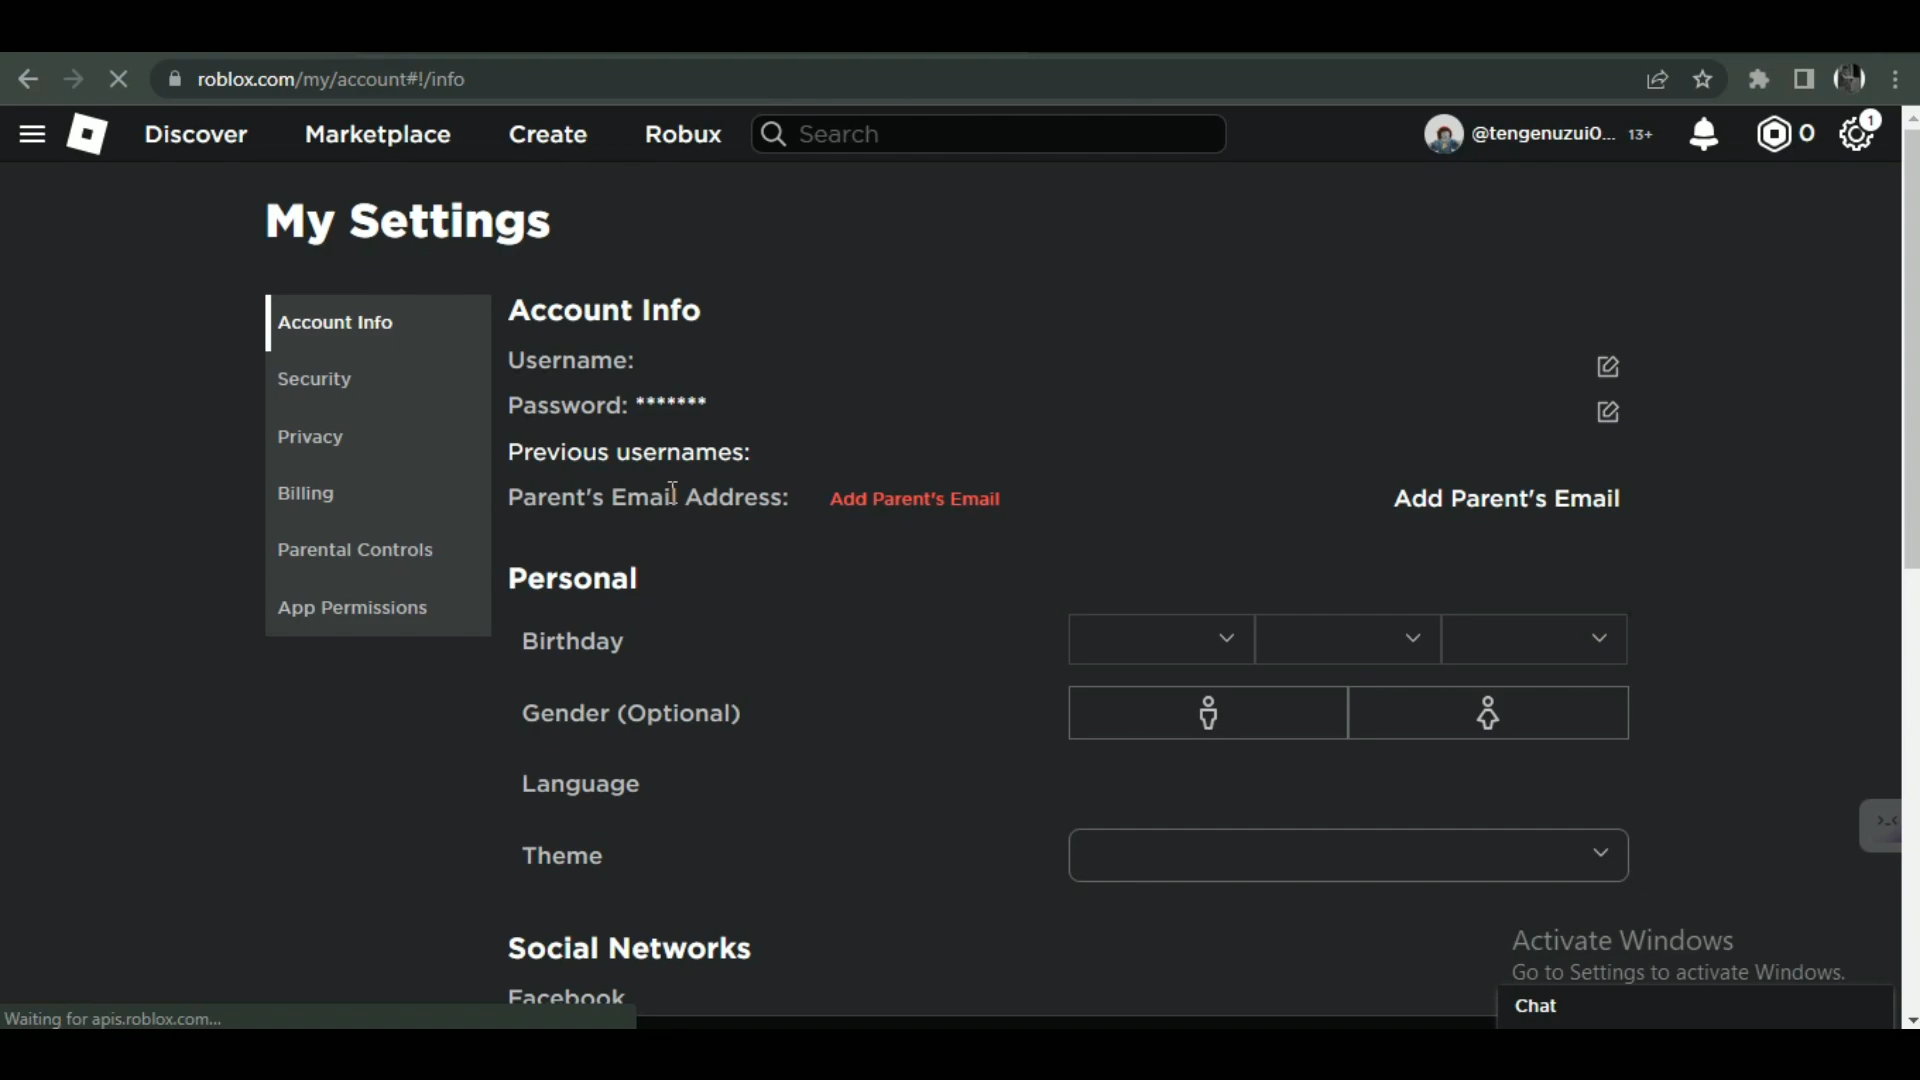 roblox.com/my/account#!/info
Discover Marketplace Create Robux Search @tengenuzui0... 13+ 0 1
My Settings
Account Info
Security
Privacy
Billing
Parental Controls
App Permissions
Account Info
Username:
Password: *******
Previous usernames:
Parent's Email Address: Add Parent's Email Add Parent's Email
Personal
Birthday
Gender (Optional)
Language
Theme
>_<
Social Networks
Facebook
Activate Windows
Go to Settings to activate Windows.
Chat
Waiting for apis.roblox.com...